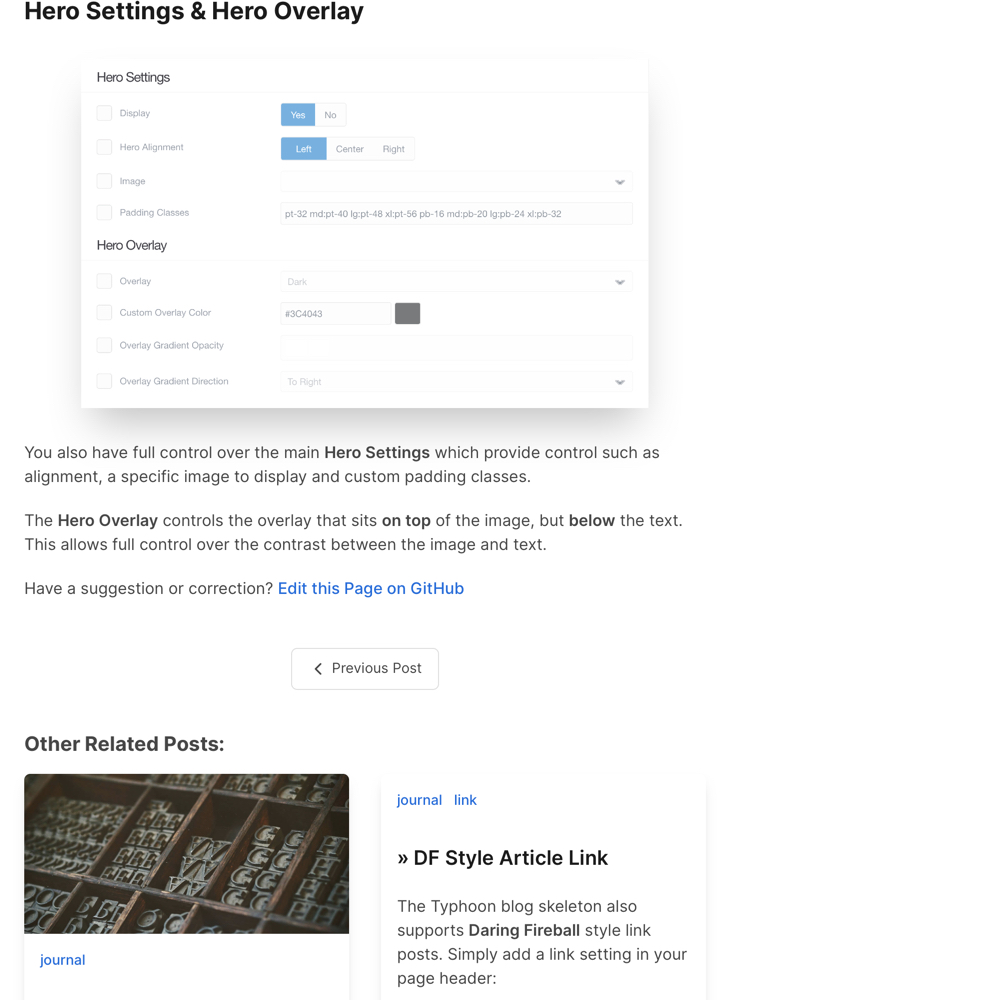 Hero Settings & Hero Overlay
Hero Settings
Display
Yes No
Hero Alignment
Left Center Right
Image
Padding Classes
pt-32 md:pt-40 lg:pt-48 xl:pt-56 pb-16 md:pb-20 lg:pb-24 xl:pb-32
Hero Overlay
Overlay
Dark
Custom Overlay Color
#3C4043
Overlay Gradient Opacity
Overlay Gradient Direction
To Right
You also have full control over the main Hero Settings which provide control such as
alignment, a specific image to display and custom padding classes.
The Hero Overlay controls the overlay that sits on top of the image, but below the text.
This allows full control over the contrast between the image and text.
Have a suggestion or correction? Edit this Page on GitHub
Previous Post
Other Related Posts:
journal
journal link
» DF Style Article Link
The Typhoon blog skeleton also
supports Daring Fireball style link
posts. Simply add a link setting in your
page header: